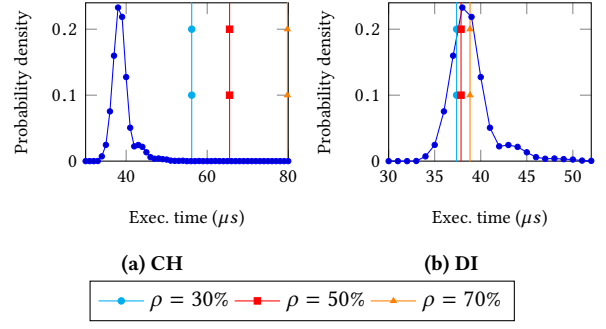 Probability density
0.2
0.1
0
40
60
80
Exec. time (μs)
(a) CH
Probability density
0.2
0.1
0
30
35
40
45
50
Exec. time (μs)
(b) DI
ρ = 30%
ρ = 50%
ρ = 70%